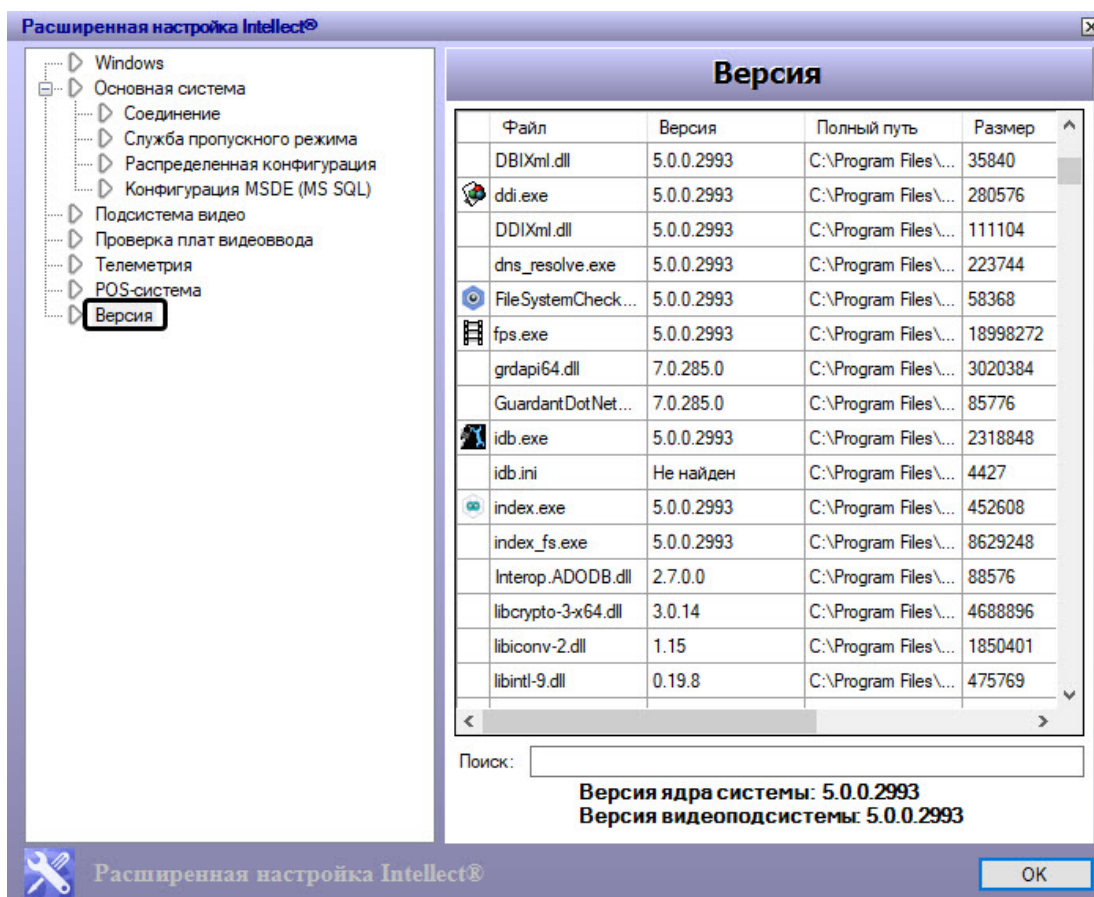 Расширенная настройка Intellect®
Windows
Основная система
Соединение
Служба пропускного режима
Распределенная конфигурация
Конфигурация MSDE (MS SQL)
Подсистема видео
Проверка плат видеоввода
Телеметрия
POS-система
Версия
Версия
Файл Версия Полный путь Размер
DBIXml.dll 5.0.0.2993 C:\Program Files\... 35840
ddi.exe 5.0.0.2993 C:\Program Files\... 280576
DDIXml.dll 5.0.0.2993 C:\Program Files\... 111104
dns_resolve.exe 5.0.0.2993 C:\Program Files\... 223744
FileSystemCheck... 5.0.0.2993 C:\Program Files\... 58368
fps.exe 5.0.0.2993 C:\Program Files\... 18998272
grdapi64.dll 7.0.285.0 C:\Program Files\... 3020384
GuardantDotNet... 7.0.285.0 C:\Program Files\... 85776
idb.exe 5.0.0.2993 C:\Program Files\... 2318848
idb.ini Не найден C:\Program Files\... 4427
index.exe 5.0.0.2993 C:\Program Files\... 452608
index_fs.exe 5.0.0.2993 C:\Program Files\... 8629248
Interop.ADODB.dll 2.7.0.0 C:\Program Files\... 88576
libcrypto-3-x64.dll 3.0.14 C:\Program Files\... 4688896
libiconv-2.dll 1.15 C:\Program Files\... 1850401
libintl-9.dll 0.19.8 C:\Program Files\... 475769
Поиск:
Версия ядра системы: 5.0.0.2993
Версия видеоподсистемы: 5.0.0.2993
Расширенная настройка Intellect®
OK